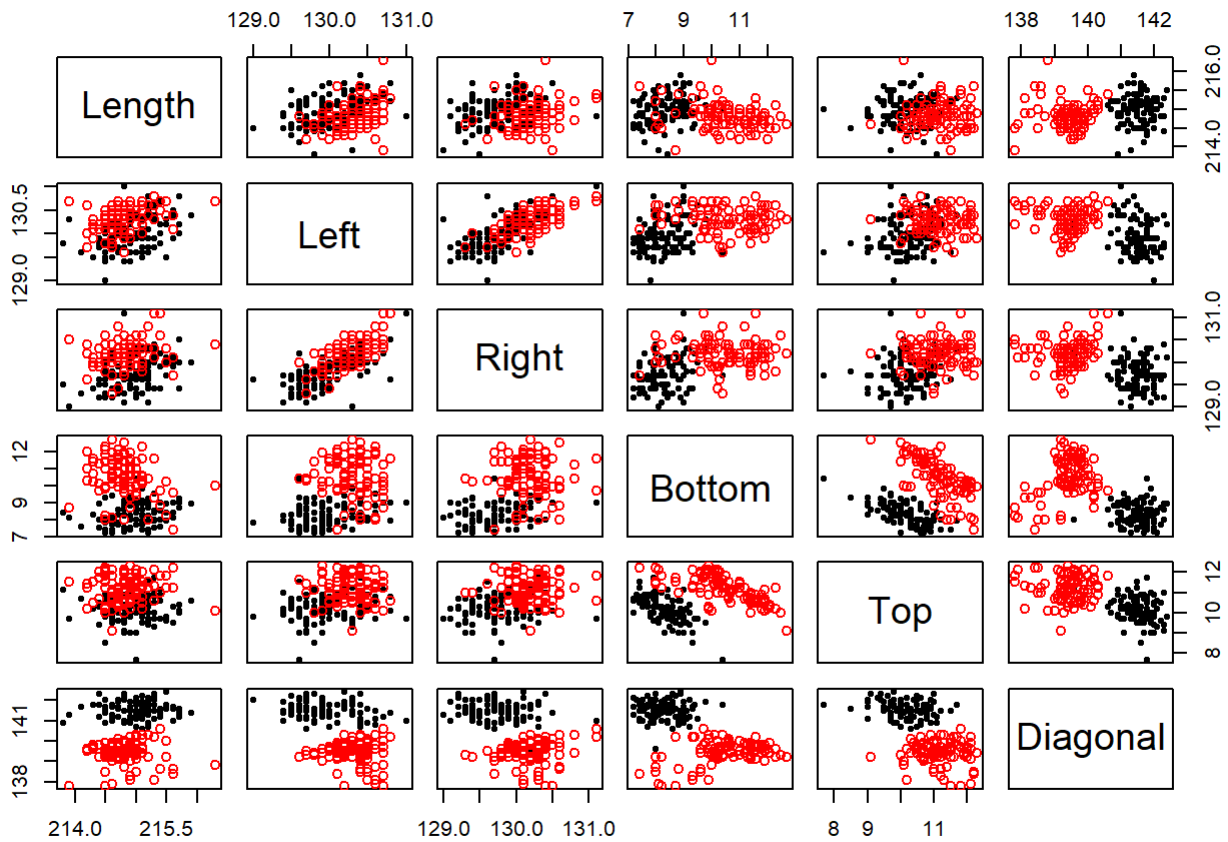 129.0 130.0 131.0 7 9 11 138 140 142
Length 214.0 216.0
129.0 130.5 Left
Right 129.0 131.0
7 9 12 Bottom
Top 8 10 12
138 141 Diagonal
214.0 215.5 129.0 130.0 131.0 8 9 11